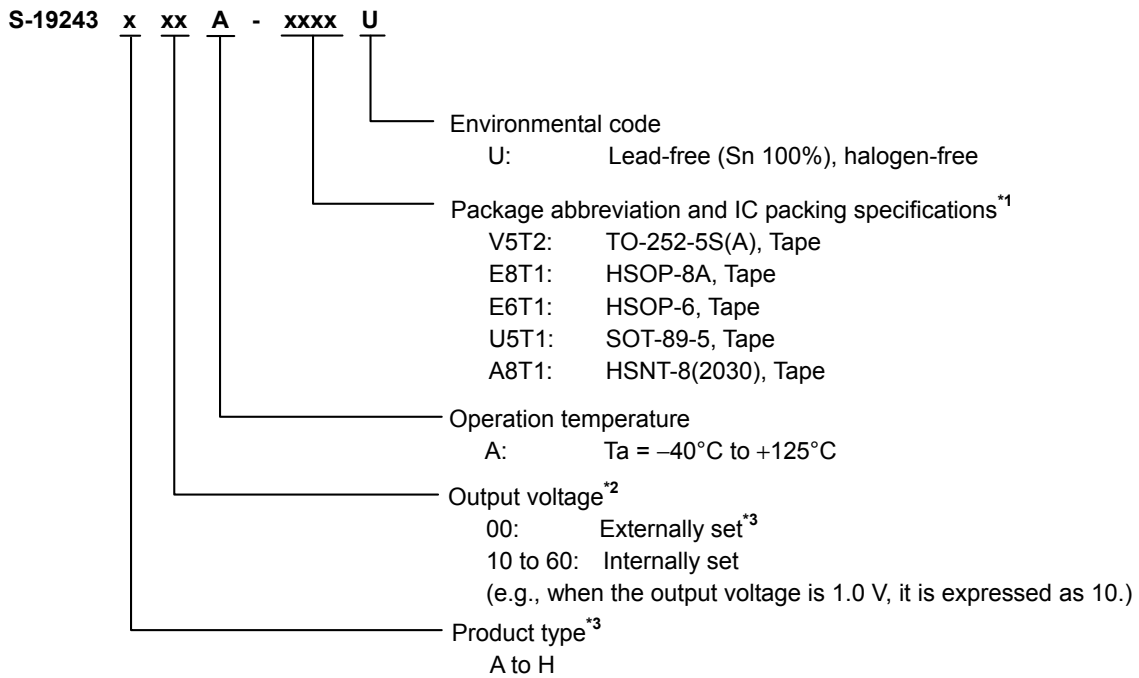 S-19243 x xx A - xxxx U
Environmental code
U: Lead-free (Sn 100%), halogen-free
Package abbreviation and IC packing specifications*1
V5T2: TO-252-5S(A), Tape
E8T1: HSOP-8A, Tape
E6T1: HSOP-6, Tape
U5T1: SOT-89-5, Tape
A8T1: HSNT-8(2030), Tape
Operation temperature
A: Ta = −40°C to +125°C
Output voltage*2
00: Externally set*3
10 to 60: Internally set
(e.g., when the output voltage is 1.0 V, it is expressed as 10.)
Product type*3
A to H